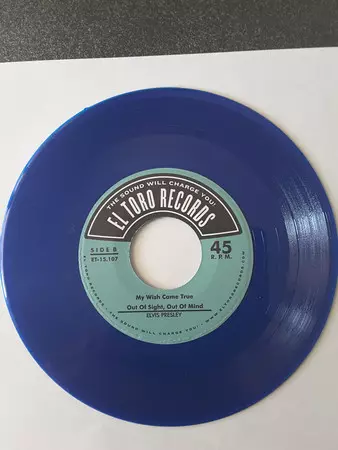 THE SOUND WILL CHARGE YOU!
EL TORO RECORDS
SIDE B
ET-15.107
45
R.P.M.
My Wish Came True
Out Of Sight, Out Of Mind
ELVIS PRESLEY